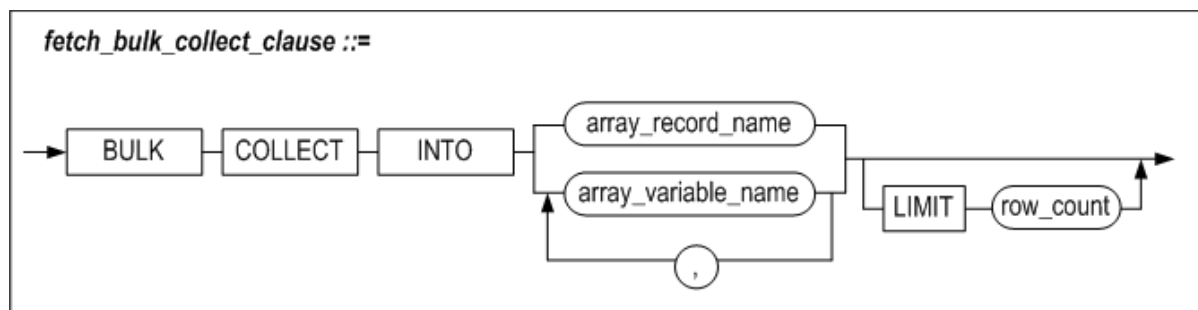 fetch_bulk_collect_clause ::=
BULK COLLECT INTO array_record_name
array_variable_name
,
LIMIT row_count